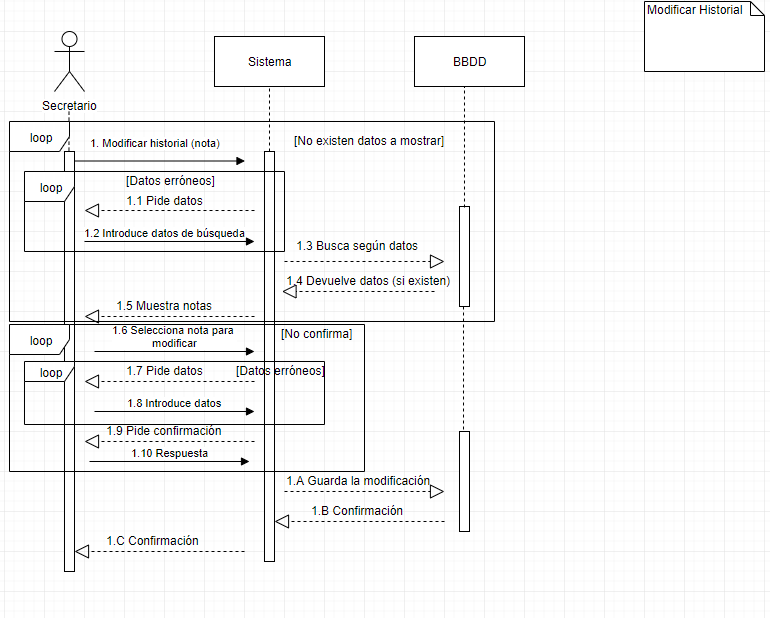 Modificar Historial
Sistema
BBDD
Secretario
loop
1. Modificar historial (nota)
[No existen datos a mostrar]
loop
[Datos erróneos]
1.1 Pide datos
1.2 Introduce datos de búsqueda
1.3 Busca según datos
1.4 Devuelve datos (si existen)
1.5 Muestra notas
loop
1.6 Selecciona nota para
modificar
[No confirma]
loop
1.7 Pide datos
[Datos erróneos]
1.8 Introduce datos
1.9 Pide confirmación
1.10 Respuesta
1.A Guarda la modificación
1.B Confirmación
1.C Confirmación